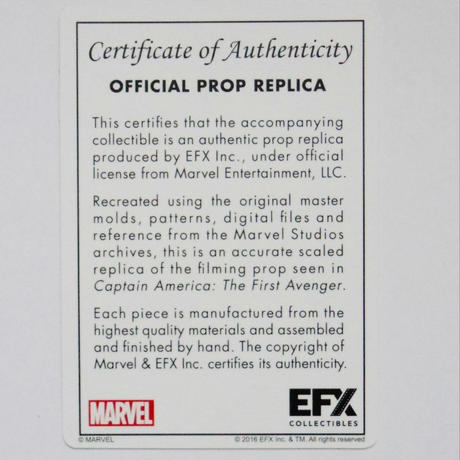 Certificate of Authenticity
OFFICIAL PROP REPLICA
This certifies that the accompanying
collectible is an authentic prop replica
produced by EFX Inc., under official
license from Marvel Entertainment, LLC.
Recreated using the original master
molds, patterns, digital files and
reference from the Marvel Studios
archives, this is an accurate scaled
replica of the filming prop seen in
Captain America: The First Avenger.
Each piece is manufactured from the
highest quality materials and assembled
and finished by hand. The copyright of
Marvel & EFX Inc. certifies its authenticity.
MARVEL
EFX
COLLECTIBLES
© MARVEL
© 2016 EFX Inc. & TM. All rights reserved